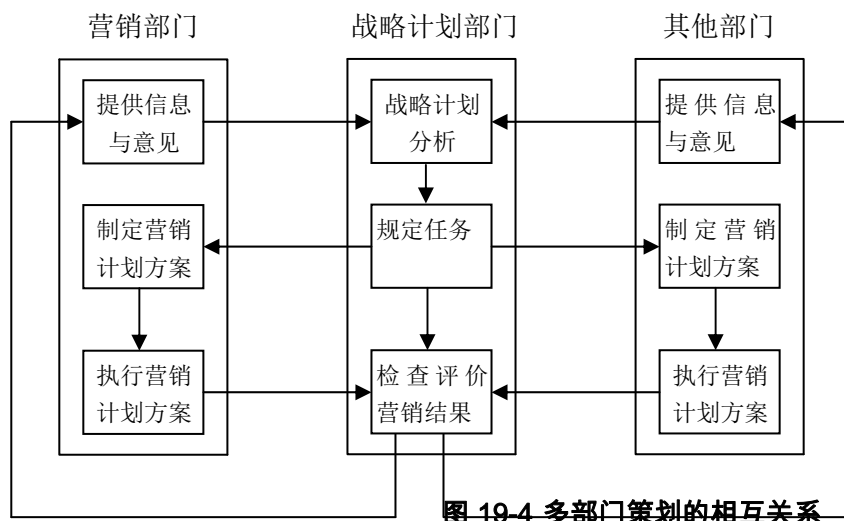 营销部门
战略计划部门
其他部门
提供信息
与意见
战略计划
分析
提供信息
与意见
制定营销
计划方案
规定任务
制定营销
计划方案
执行营销
计划方案
检查评价
营销结果
执行营销
计划方案
图 19-4 多部门策划的相互关系